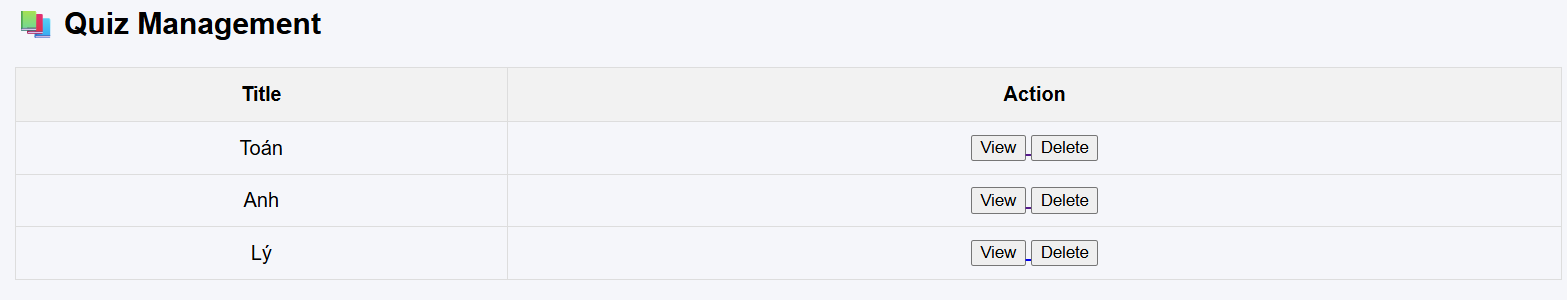 Quiz Management
Title Action
Toán View Delete
Anh View Delete
Lý View Delete